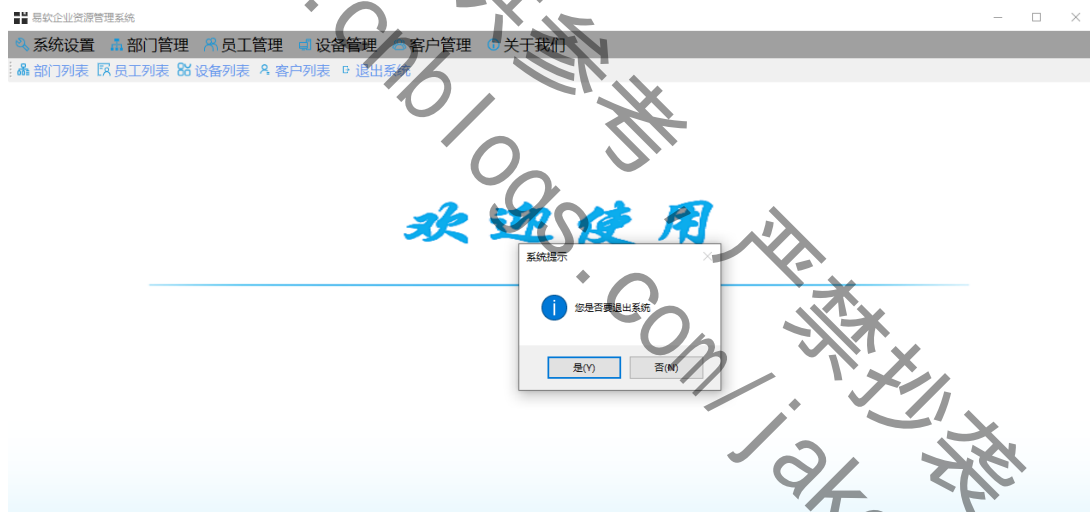 易软企业资源管理系统
系统设置 部门管理 员工管理 设备管理 客户管理 关于我们
部门列表 员工列表 设备列表 客户列表 退出系统
欢迎使用
系统提示
您是否要退出系统
是(Y) 否(N)
供参考
.cnblogs.com/jak
严禁抄袭